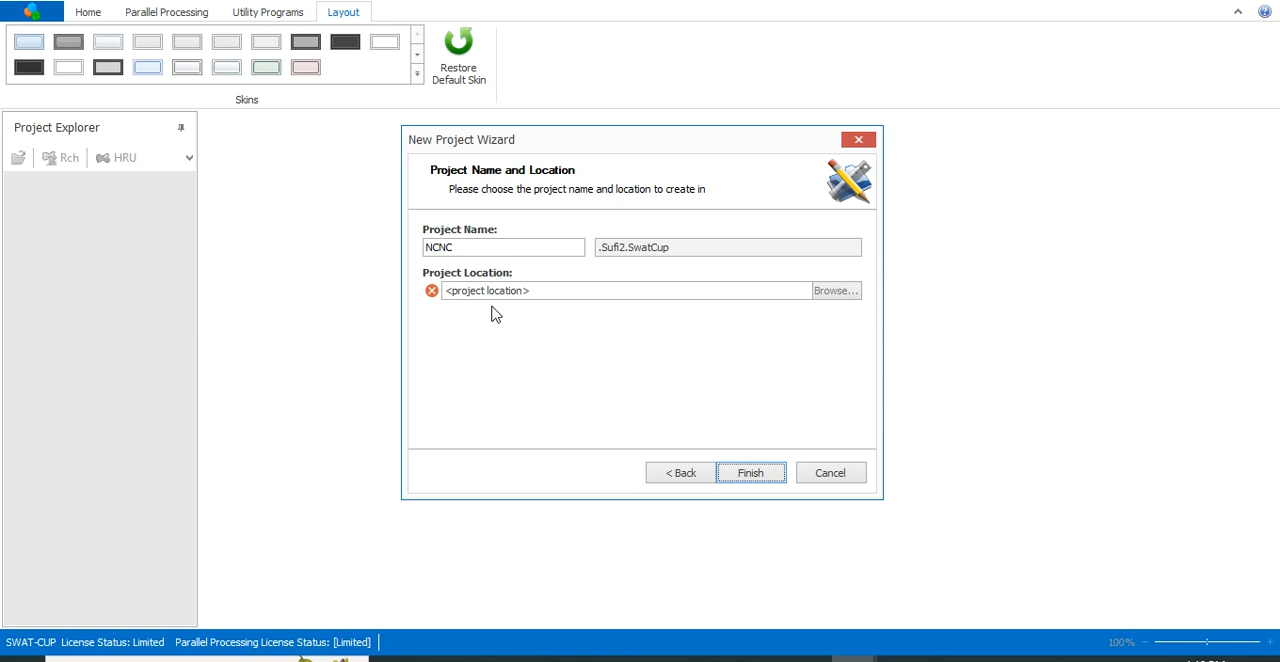 Home Parallel Processing Utility Programs Layout
Restore
Default Skin
Skins
Project Explorer
Rch HRU
New Project Wizard
Project Name and Location
Please choose the project name and location to create in
Project Name:
NCNC .Sufi2.SwatCup
Project Location:
<project location> Browse...
< Back Finish Cancel
SWAT-CUP License Status: Limited Parallel Processing License Status: [Limited] 100%